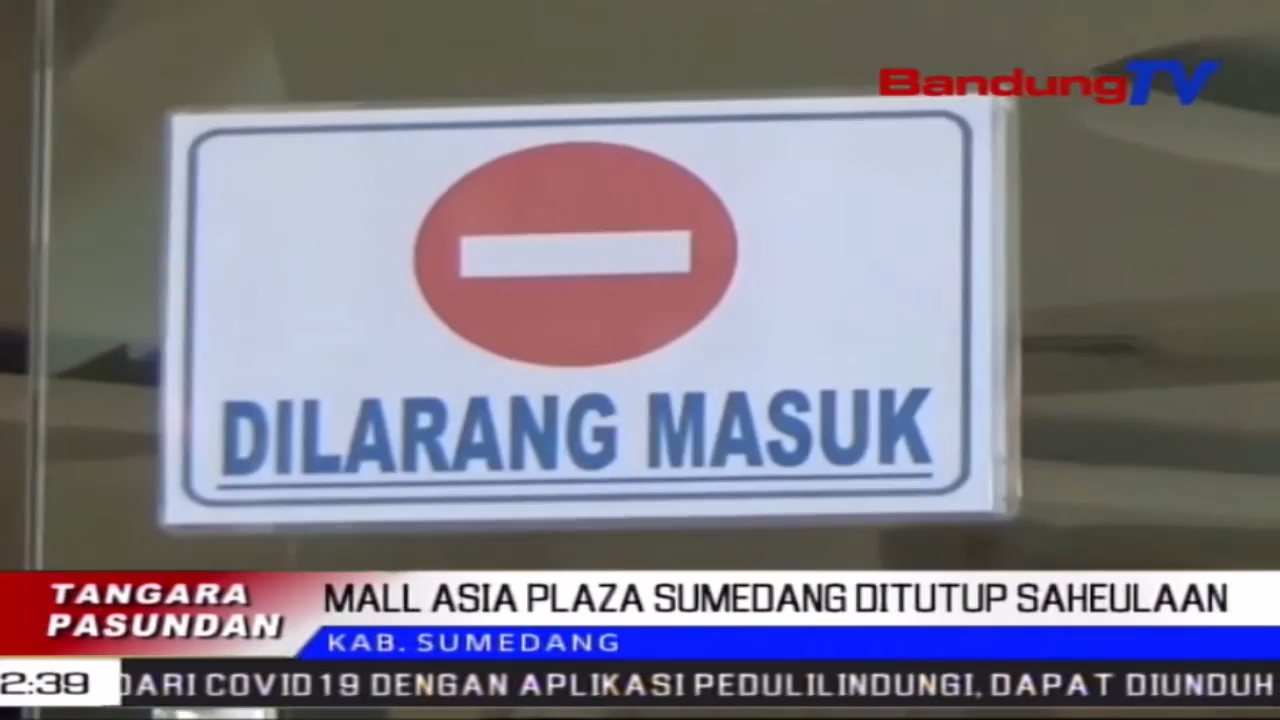 BandungTV
DILARANG MASUK
TANGARA
PASUNDAN
MALL ASIA PLAZA SUMEDANG DITUTUP SAHEULAAN
KAB. SUMEDANG
2:39
DARI COVID19 DENGAN APLIKASI PEDULILINDUNGI, DAPAT DIUNDUH